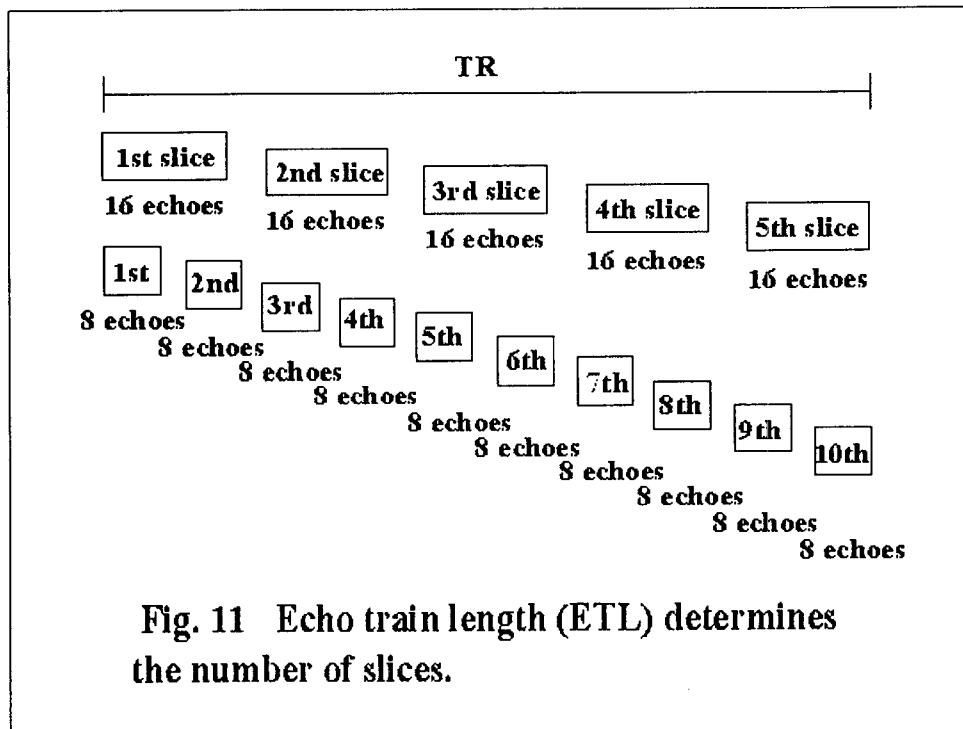 TR
1st slice
2nd slice
3rd slice
4th slice
5th slice
16 echoes
16 echoes
16 echoes
16 echoes
16 echoes
1st
2nd
3rd
4th
5th
6th
7th
8th
9th
10th
8 echoes
8 echoes
8 echoes
8 echoes
8 echoes
8 echoes
8 echoes
8 echoes
8 echoes
8 echoes
Fig. 11 Echo train length (ETL) determines
the number of slices.